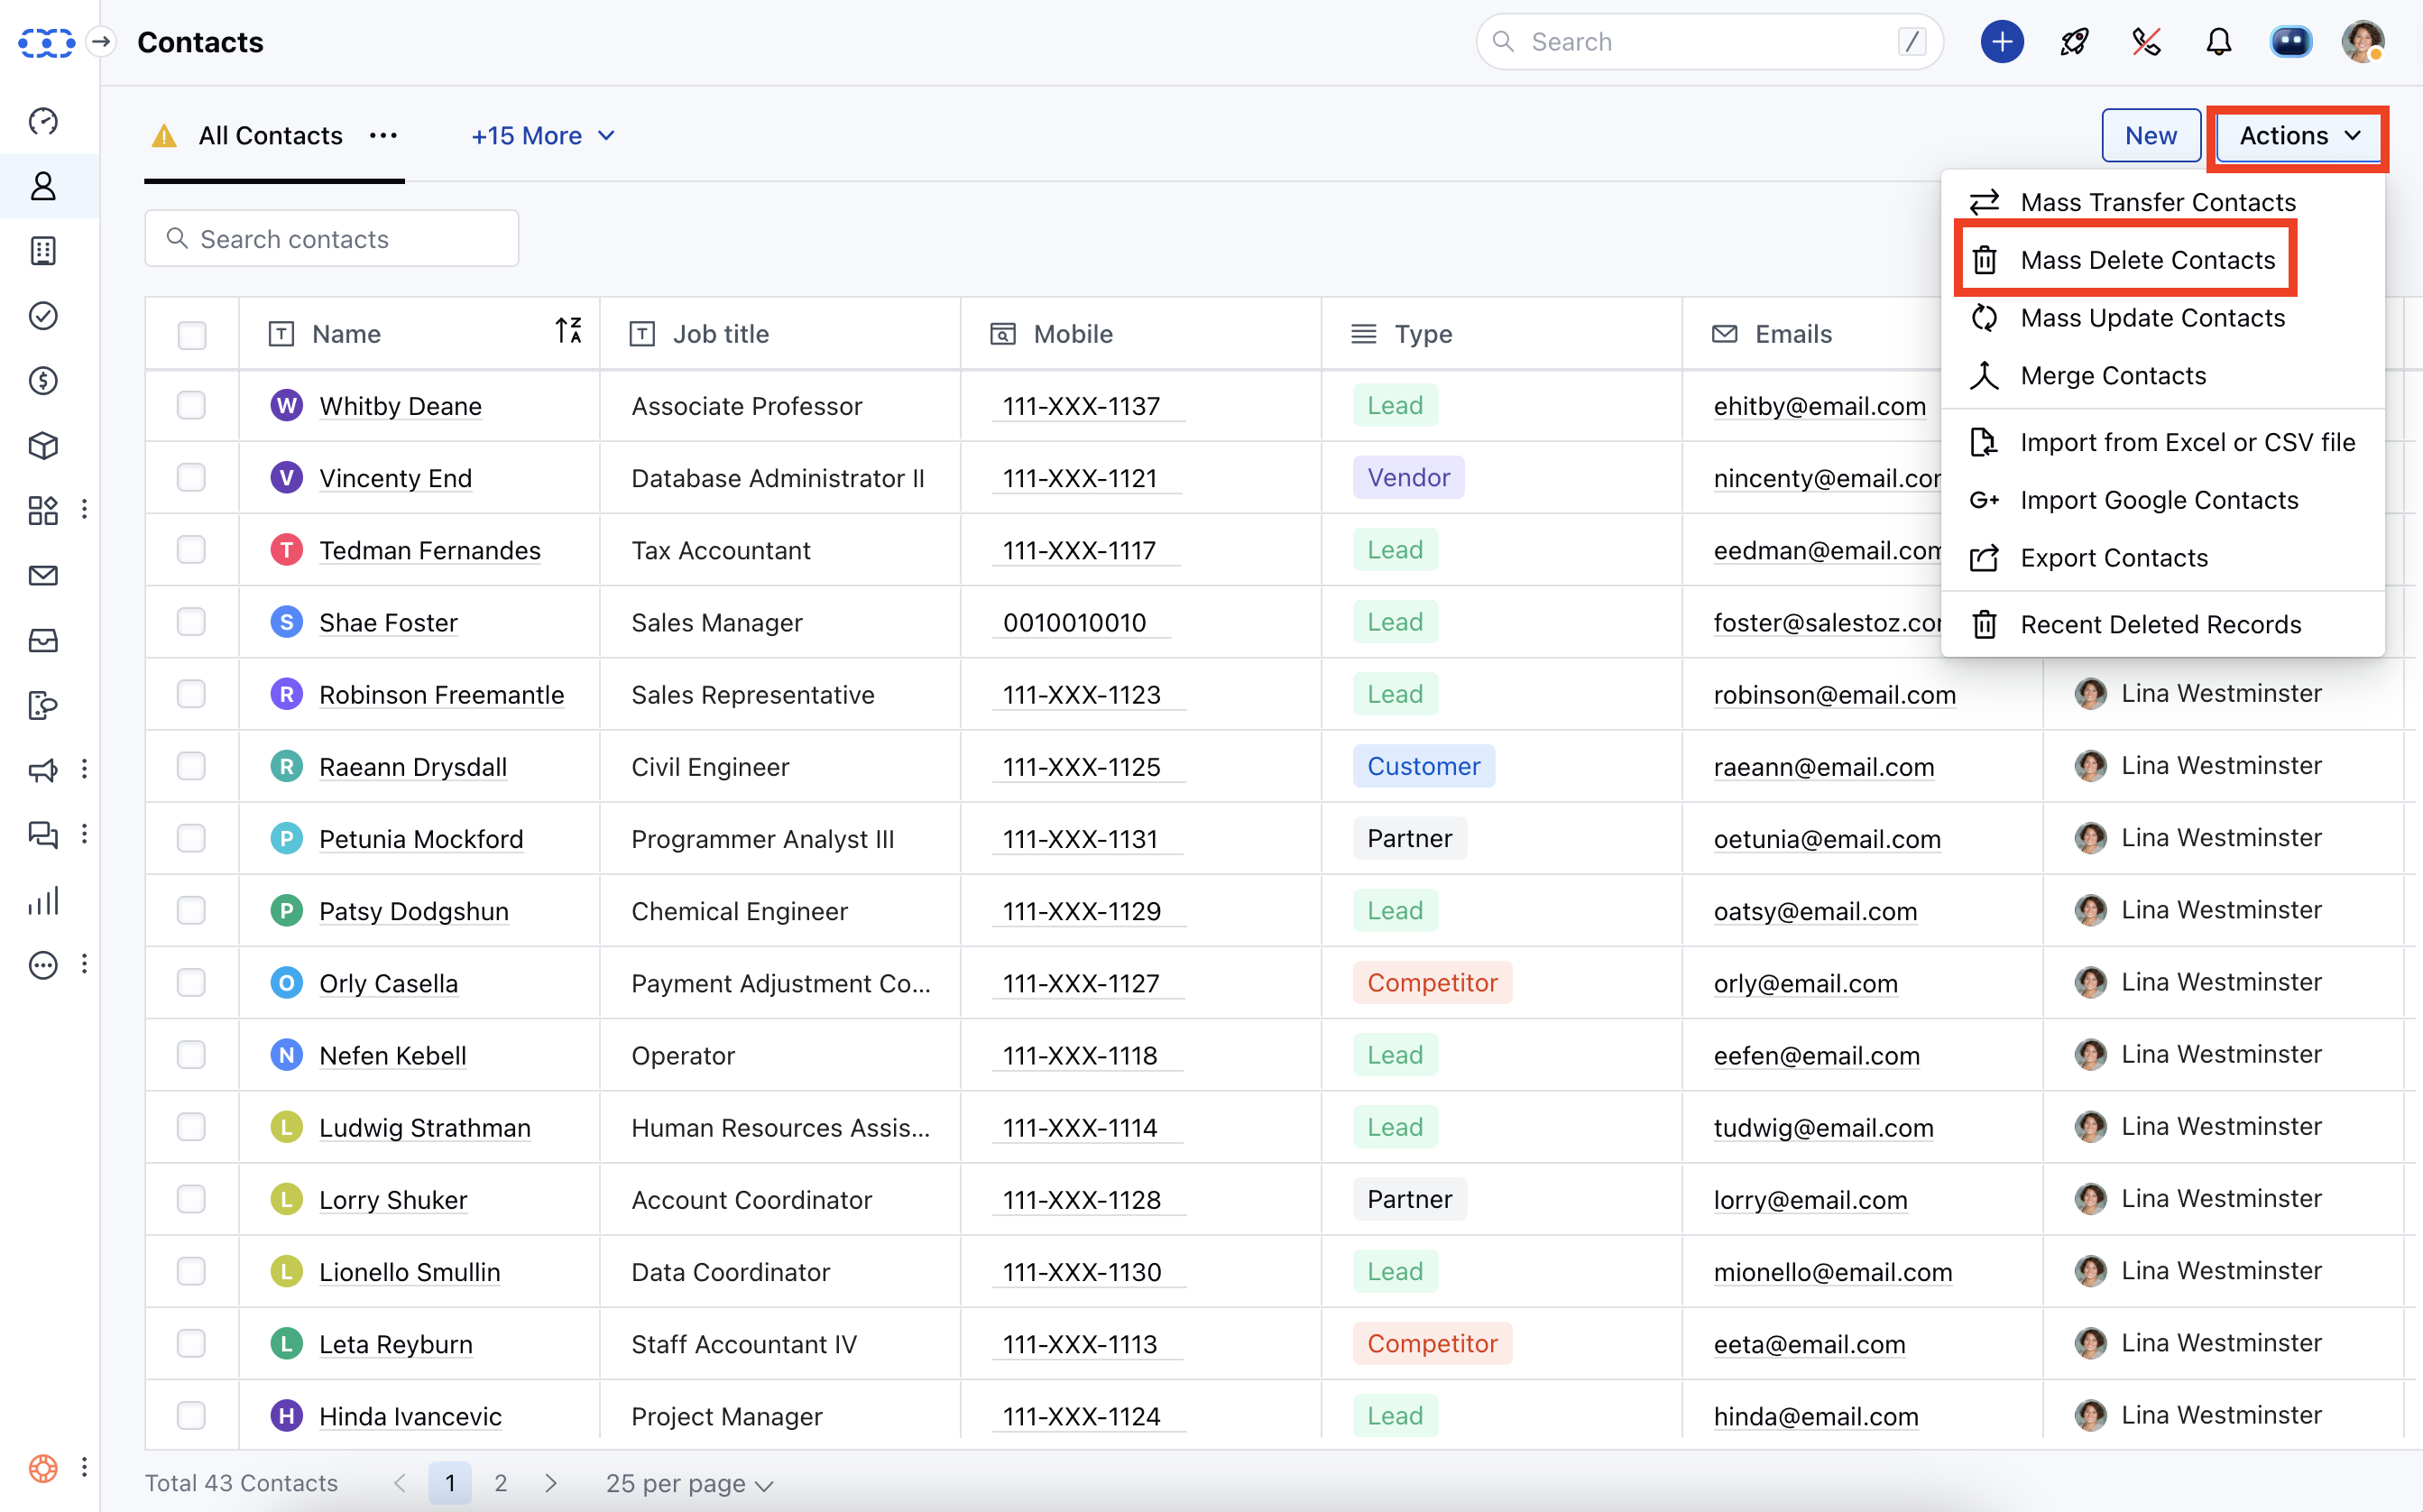 Contacts
Search /
All Contacts
+15 More
New
Actions
Mass Transfer Contacts
Mass Delete Contacts
Mass Update Contacts
Merge Contacts
Import from Excel or CSV file
G+ Import Google Contacts
Export Contacts
Recent Deleted Records
Search contacts
Name Job title Mobile Type Emails
W Whitby Deane Associate Professor 111-XXX-1137 Lead ehitby@email.com
V Vincenty End Database Administrator II 111-XXX-1121 Vendor nincenty@email.cor
T Tedman Fernandes Tax Accountant 111-XXX-1117 Lead eedman@email.com
S Shae Foster Sales Manager 0010010010 Lead foster@salestoz.cor
R Robinson Freemantle Sales Representative 111-XXX-1123 Lead robinson@email.com Lina Westminster
R Raeann Drysdall Civil Engineer 111-XXX-1125 Customer raeann@email.com Lina Westminster
P Petunia Mockford Programmer Analyst III 111-XXX-1131 Partner oetunia@email.com Lina Westminster
P Patsy Dodgshun Chemical Engineer 111-XXX-1129 Lead oatsy@email.com Lina Westminster
O Orly Casella Payment Adjustment Co... 111-XXX-1127 Competitor orly@email.com Lina Westminster
N Nefen Kebell Operator 111-XXX-1118 Lead eefen@email.com Lina Westminster
L Ludwig Strathman Human Resources Assis... 111-XXX-1114 Lead tudwig@email.com Lina Westminster
L Lorry Shuker Account Coordinator 111-XXX-1128 Partner lorry@email.com Lina Westminster
L Lionello Smullin Data Coordinator 111-XXX-1130 Lead mionello@email.com Lina Westminster
L Leta Reyburn Staff Accountant IV 111-XXX-1113 Competitor eeta@email.com Lina Westminster
H Hinda Ivancevic Project Manager 111-XXX-1124 Lead hinda@email.com Lina Westminster
Total 43 Contacts 1 2 25 per page